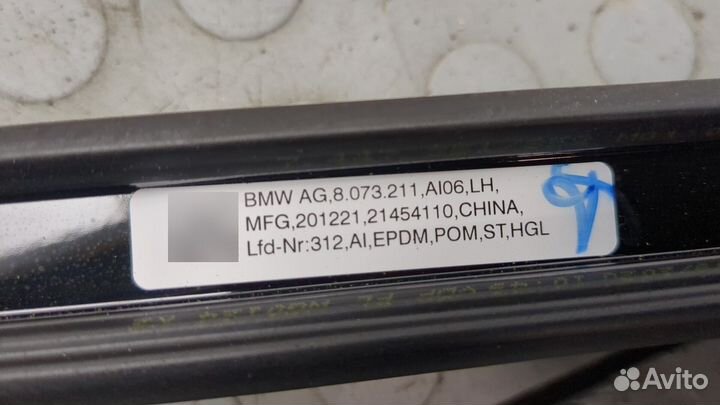 BMW AG,8.073.211,AI06,LH,
MFG,201221,21454110,CHINA,
Lfd-Nr:312,AI,EPDM,POM,ST,HGL
Avito